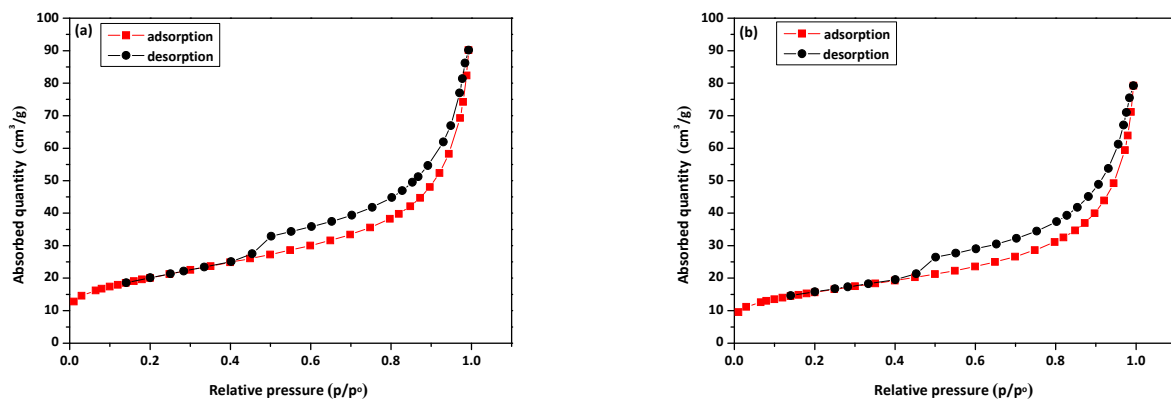 (a)
adsorption
desorption
100
90
80
70
60
50
40
30
20
10
0
0.0 0.2 0.4 0.6 0.8 1.0
Absorbed quantity (cm³/g)
Relative pressure (p/pᵒ)
(b)
adsorption
desorption
100
90
80
70
60
50
40
30
20
10
0
0.0 0.2 0.4 0.6 0.8 1.0
Absorbed quantity (cm³/g)
Relative pressure (p/pᵒ)